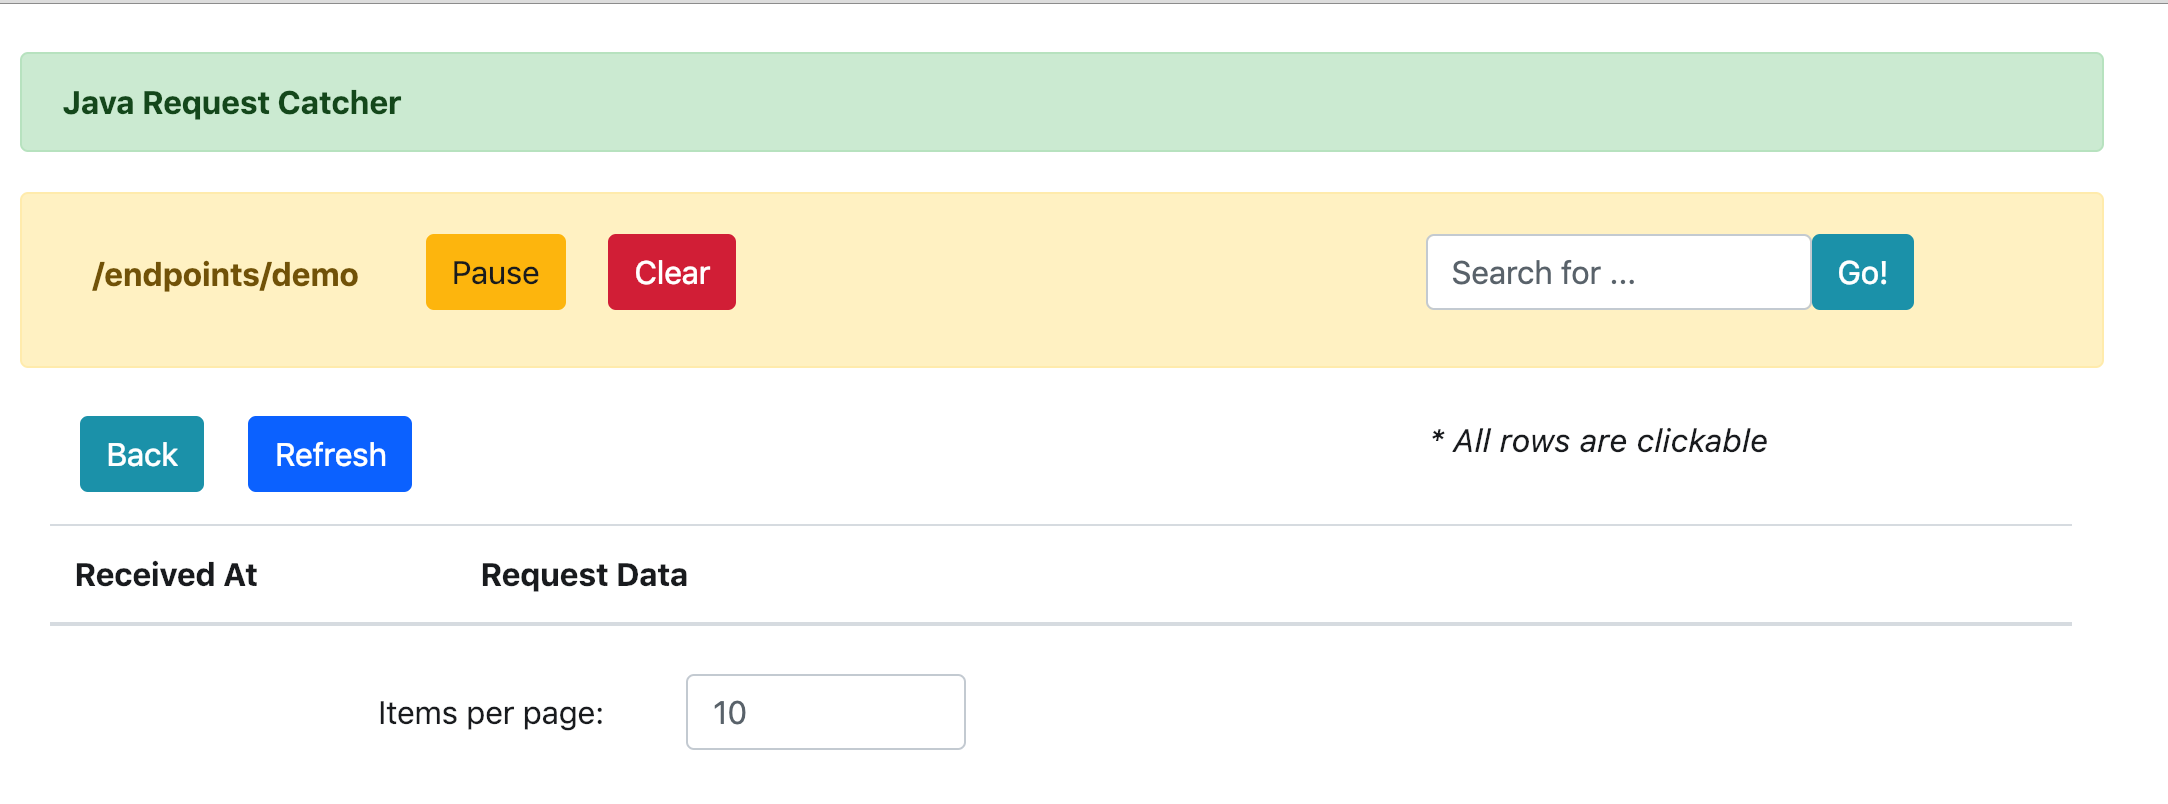 Java Request Catcher
/endpoints/demo Pause Clear Search for ... Go!
Back Refresh * All rows are clickable
Received At Request Data
Items per page: 10